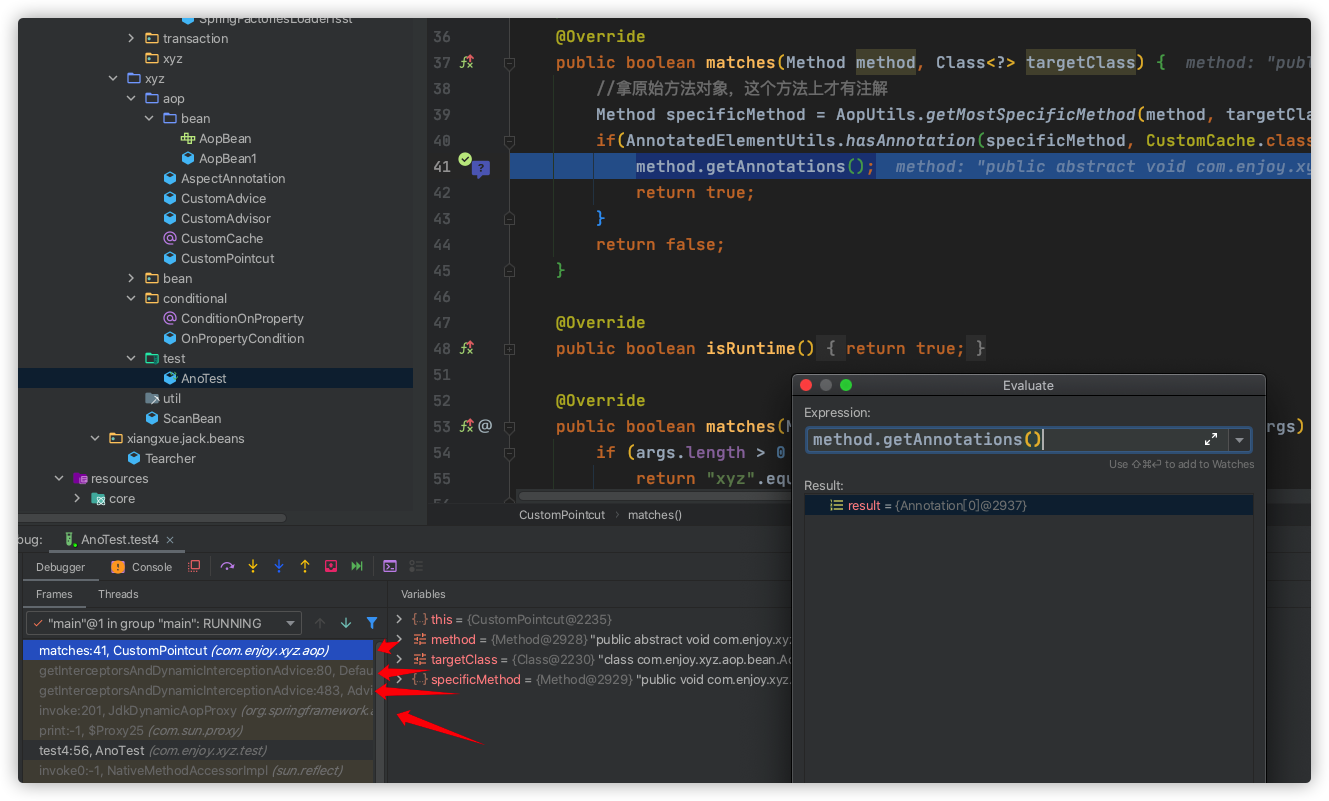 SpringFactoriesLoaderTest
transaction
xyz
xyz
aop
bean
AopBean
AopBean1
AspectAnnotation
CustomAdvice
CustomAdvisor
CustomCache
CustomPointcut
bean
conditional
ConditionOnProperty
OnPropertyCondition
test
AnoTest
util
ScanBean
xiangxue.jack.beans
Tearcher
resources
core
36 @Override
37 public boolean matches(Method method, Class<?> targetClass) { method: "publ
38 //拿原始方法对象，这个方法上才有注解
39 Method specificMethod = AopUtils.getMostSpecificMethod(method, targetCla
40 if(AnnotatedElementUtils.hasAnnotation(specificMethod, CustomCache.class
41 method.getAnnotations(); method: "public abstract void com.enjoy.xy
42 return true;
43 }
44 return false;
45 }
46
47 @Override
48 public boolean isRuntime() { return true; }
51
52 @Override
53 public boolean matches(M
rgs)
54 if (args.length > 0
55 return "xyz".equ
CustomPointcut > matches()
Evaluate
Expression:
method.getAnnotations()
Use ⇧⌘⏎ to add to Watches
Result:
result = {Annotation[0]@2937}
bug: AnoTest.test4 ×
Debugger Console
Frames Threads
Variables
"main"@1 in group "main": RUNNING
matches:41, CustomPointcut (com.enjoy.xyz.aop)
getInterceptorsAndDynamicInterceptionAdvice:80, Defau
getInterceptorsAndDynamicInterceptionAdvice:483, Advi
invoke:201, JdkDynamicAopProxy (org.springframework.a
print:-1, $Proxy25 (com.sun.proxy)
test4:56, AnoTest (com.enjoy.xyz.test)
invoke0:-1, NativeMethodAccessorImpl (sun.reflect)
this = {CustomPointcut@2235}
method = {Method@2928} "public abstract void com.enjoy.xyz
targetClass = {Class@2230} "class com.enjoy.xyz.aop.bean.Ao
specificMethod = {Method@2929} "public void com.enjoy.xyz.